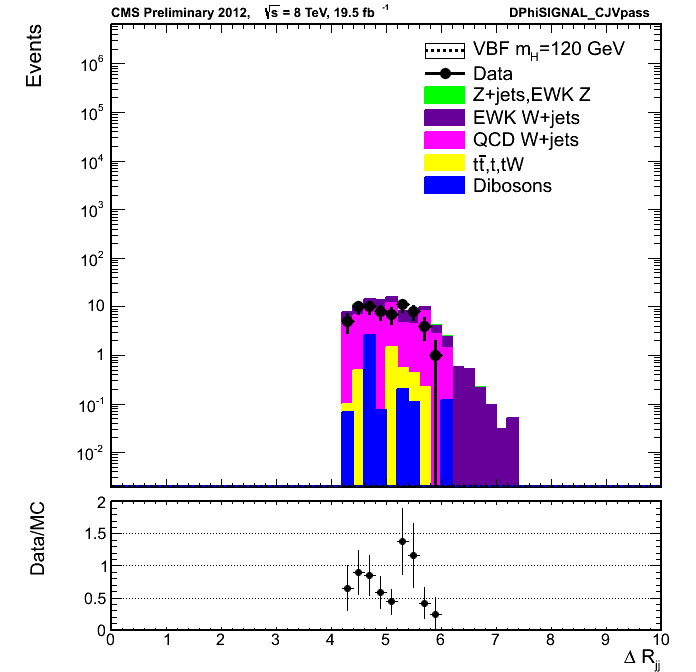 CMS Preliminary 2012, √s = 8 TeV, 19.5 fb⁻¹ DPhiSIGNAL_CJVpass
Events
VBF m_H=120 GeV
Data
Z+jets,EWK Z
EWK W+jets
QCD W+jets
tt̄,t,tW
Dibosons
10⁶
10⁵
10⁴
10³
10²
10
1
10⁻¹
10⁻²
Data/MC
2
1.5
1
0.5
0
0 1 2 3 4 5 6 7 8 9 10
Δ R_jj